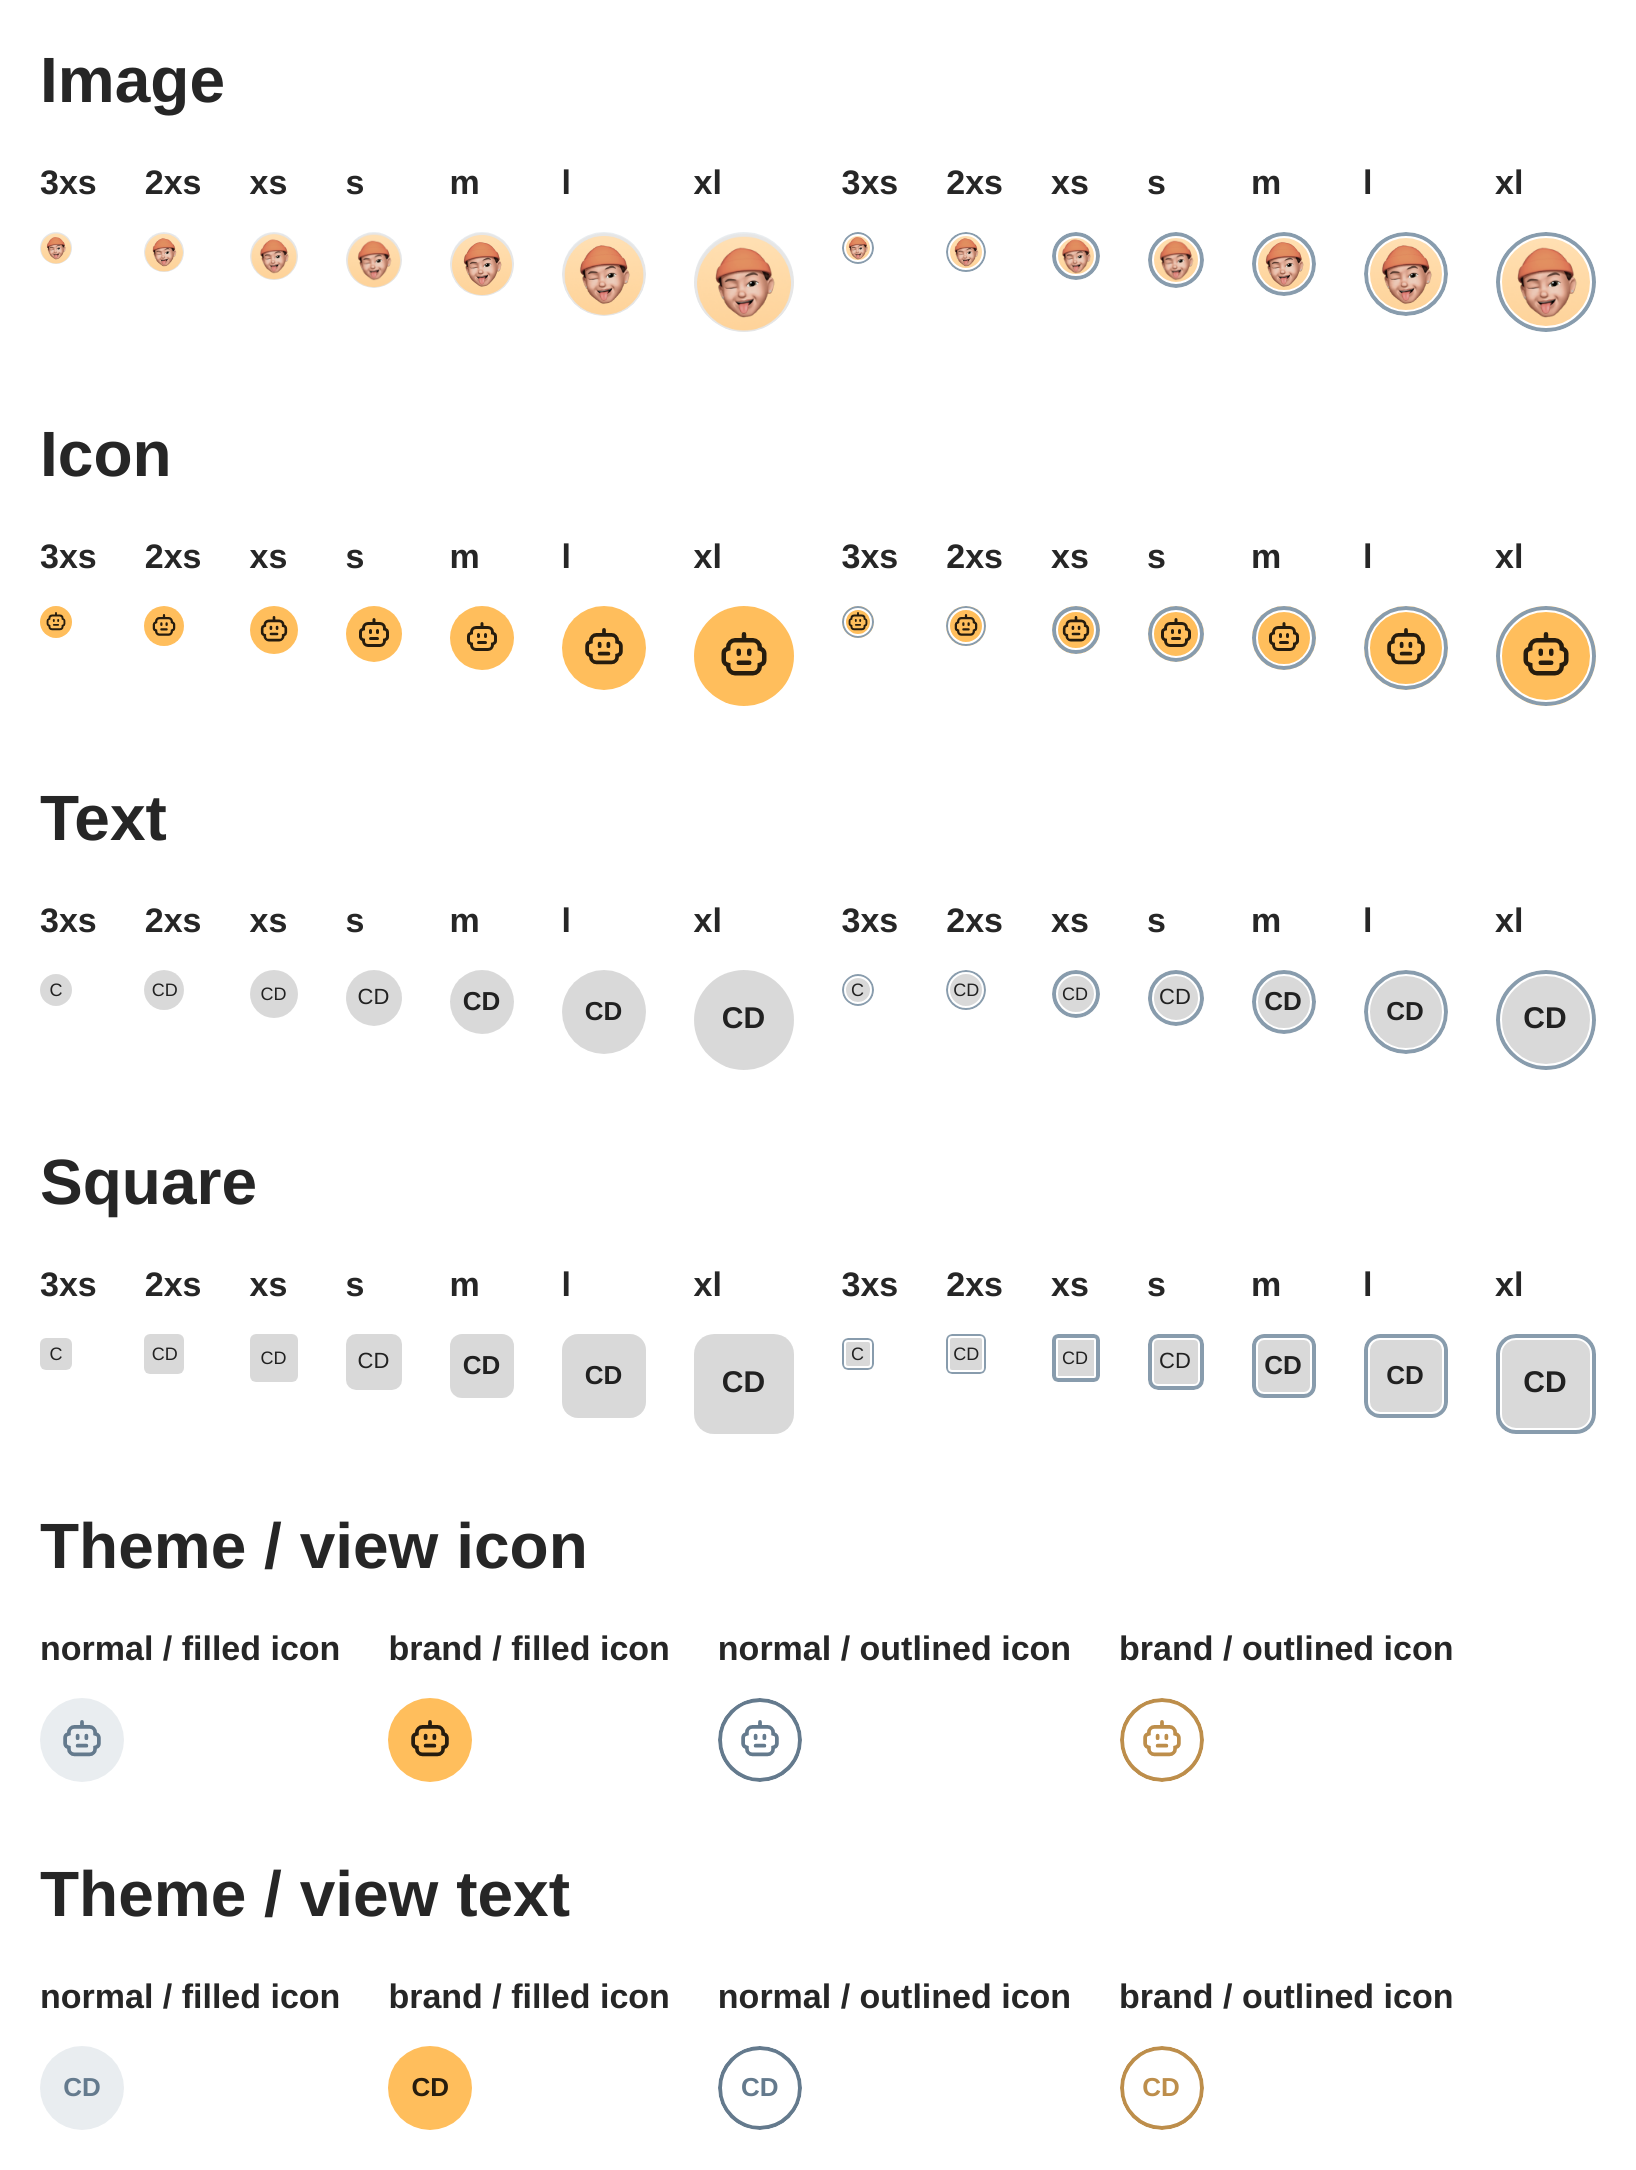 Image
3xs 2xs xs s m l xl 3xs 2xs xs s m l xl
Icon
3xs 2xs xs s m l xl 3xs 2xs xs s m l xl
Text
3xs 2xs xs s m l xl 3xs 2xs xs s m l xl
C CD CD CD CD CD CD C CD CD CD CD CD CD
Square
3xs 2xs xs s m l xl 3xs 2xs xs s m l xl
C CD CD CD CD CD CD C CD CD CD CD CD CD
Theme / view icon
normal / filled icon brand / filled icon normal / outlined icon brand / outlined icon
Theme / view text
normal / filled icon brand / filled icon normal / outlined icon brand / outlined icon
CD CD CD CD